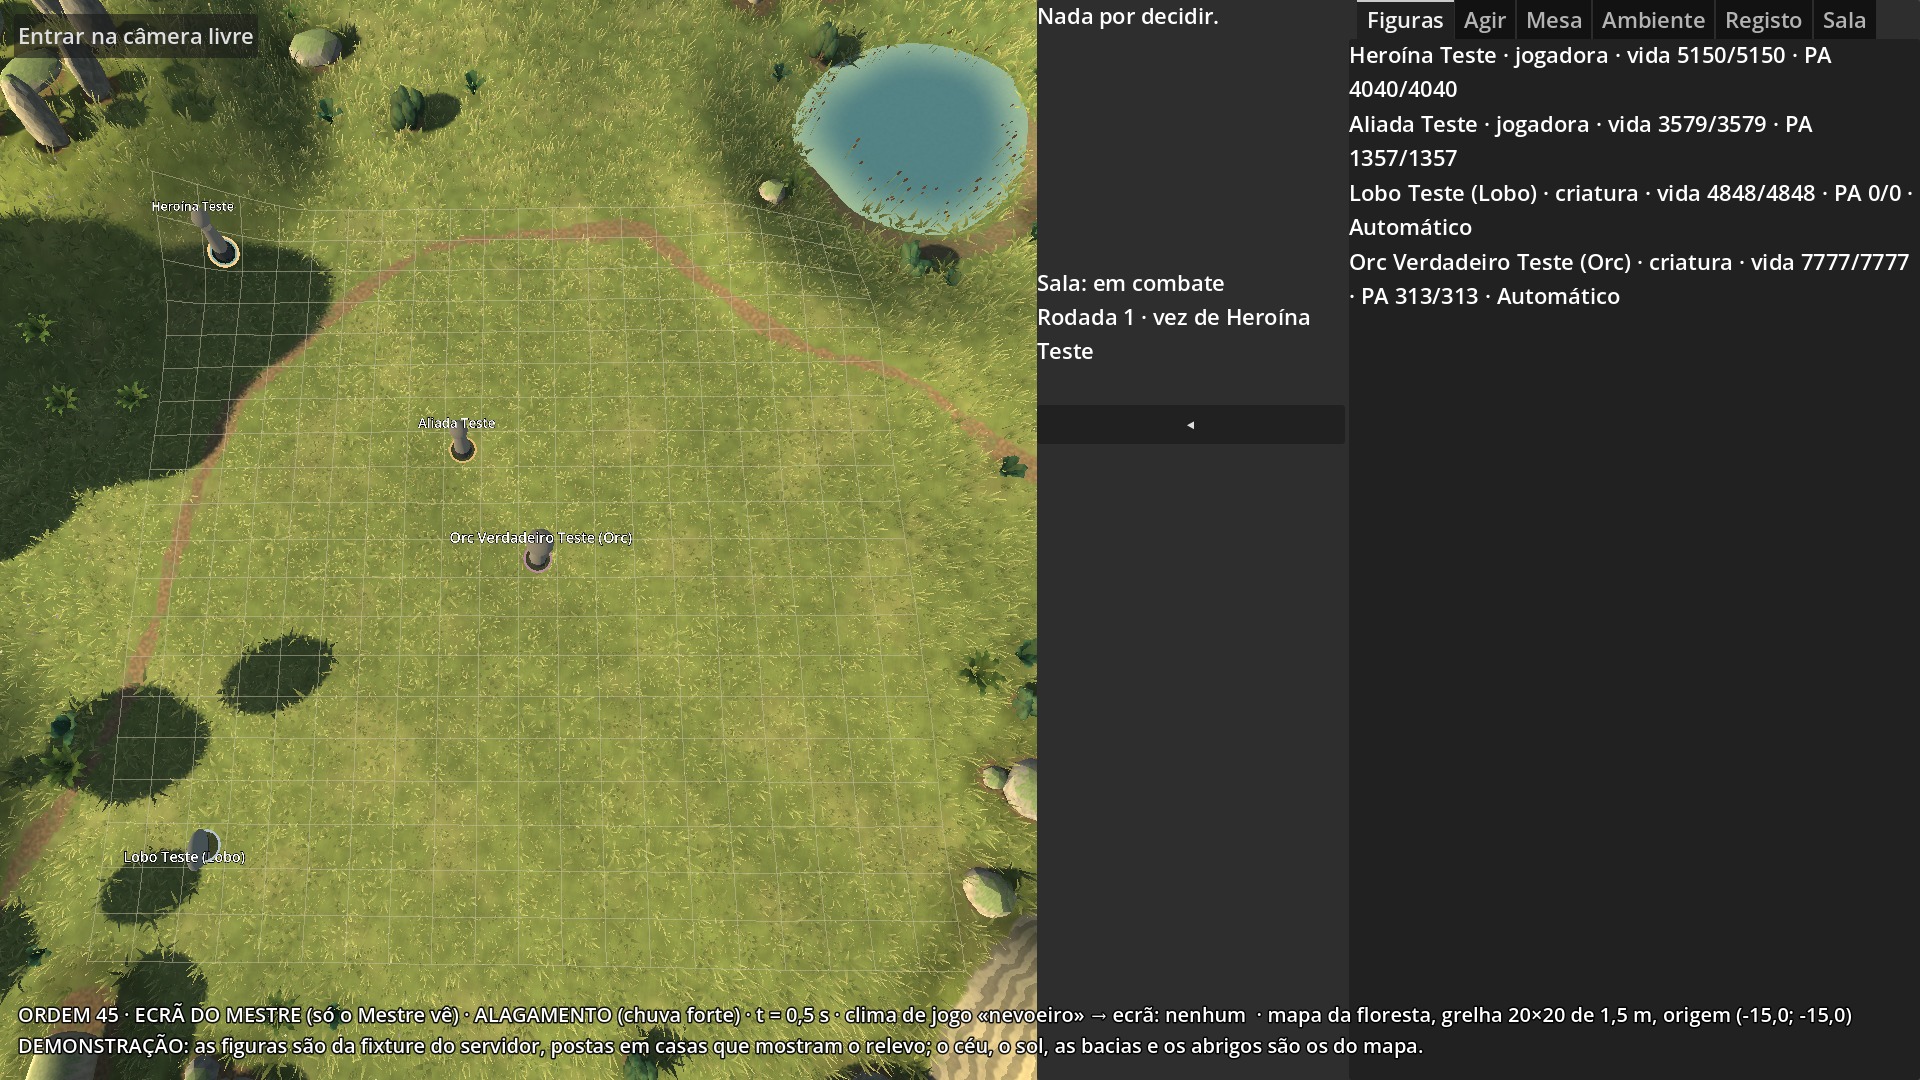 Entrar na câmera livre
Heroína Teste
Aliada Teste
Orc Verdadeiro Teste (Orc)
Lobo Teste (Lobo)
Nada por decidir.
Sala: em combate
Rodada 1 · vez de Heroína
Teste
Figuras Agir Mesa Ambiente Registo Sala
Heroína Teste · jogadora · vida 5150/5150 · PA
4040/4040
Aliada Teste · jogadora · vida 3579/3579 · PA
1357/1357
Lobo Teste (Lobo) · criatura · vida 4848/4848 · PA 0/0 ·
Automático
Orc Verdadeiro Teste (Orc) · criatura · vida 7777/7777
· PA 313/313 · Automático
ORDEM 45 · ECRÃ DO MESTRE (só o Mestre vê) · ALAGAMENTO (chuva forte) · t = 0,5 s · clima de jogo «nevoeiro» → ecrã: nenhum · mapa da floresta, grelha 20×20 de 1,5 m, origem (-15,0; -15,0)
DEMONSTRAÇÃO: as figuras são da fixture do servidor, postas em casas que mostram o relevo; o céu, o sol, as bacias e os abrigos são os do mapa.